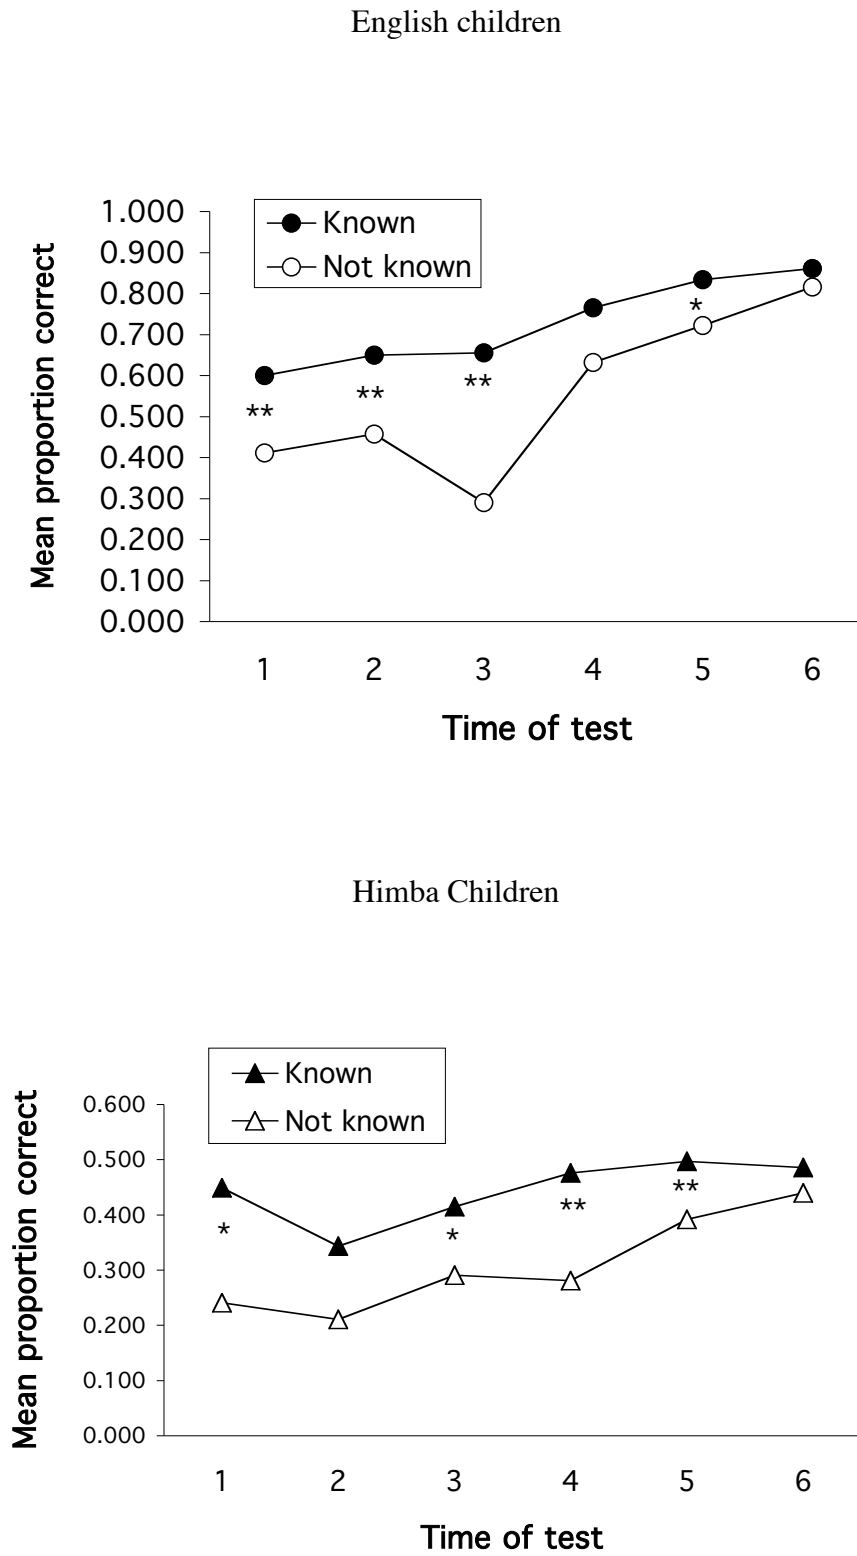 English children
Known
Not known
1.000
0.900
0.800
0.700
0.600
0.500
0.400
0.300
0.200
0.100
0.000
Mean proportion correct
*
**
**
**
1 2 3 4 5 6
Time of test
Himba Children
Known
Not known
0.600
0.500
0.400
0.300
0.200
0.100
0.000
Mean proportion correct
**
**
*
*
1 2 3 4 5 6
Time of test